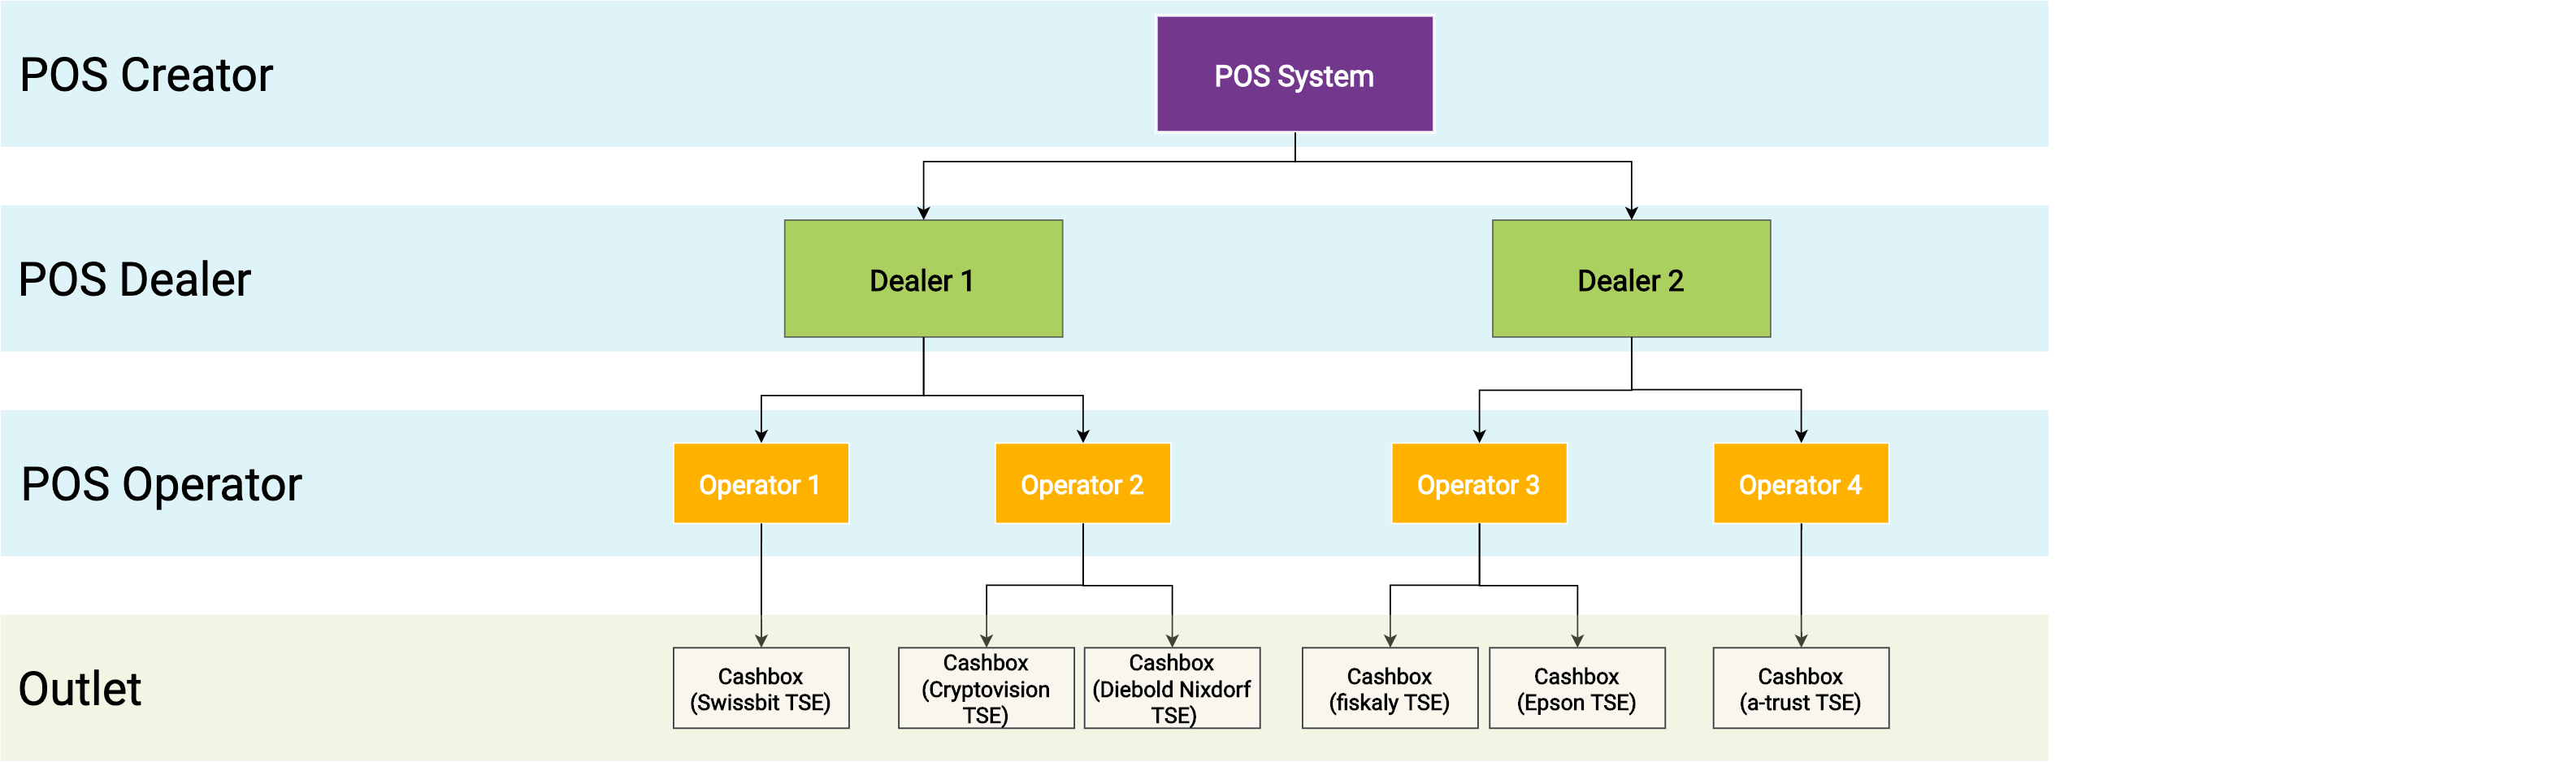 POS Creator
POS System
POS Dealer
Dealer 1
Dealer 2
POS Operator
Operator 1
Operator 2
Operator 3
Operator 4
Outlet
Cashbox
(Swissbit TSE)
Cashbox
(Cryptovision
TSE)
Cashbox
(Diebold Nixdorf
TSE)
Cashbox
(fiskaly TSE)
Cashbox
(Epson TSE)
Cashbox
(a-trust TSE)